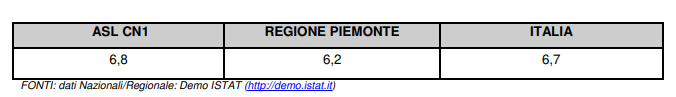 ASL CN1 REGIONE PIEMONTE ITALIA
6,8 6,2 6,7
FONTI: dati Nazionali/Regionale: Demo ISTAT (http://demo.istat.it)